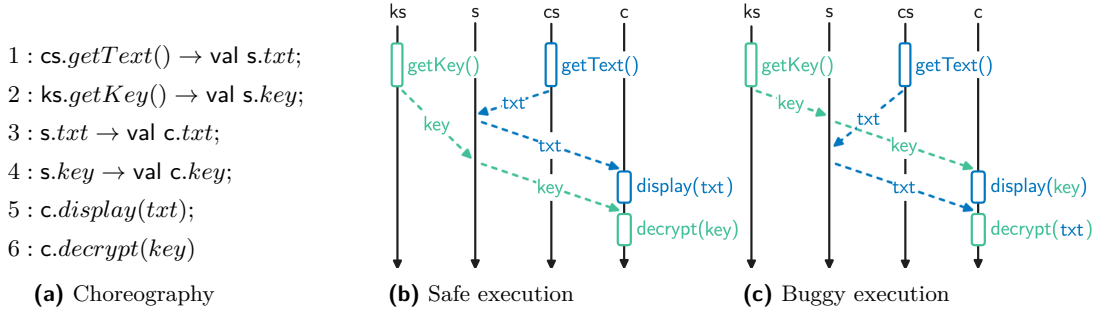 1 : cs.getText() → val s.txt;
2 : ks.getKey() → val s.key;
3 : s.txt → val c.txt;
4 : s.key → val c.key;
5 : c.display(txt);
6 : c.decrypt(key)
(a) Choreography
ks s cs c
getKey() getText()
txt
key
txt
key
display(txt)
decrypt(key)
(b) Safe execution
ks s cs c
getKey() getText()
key
txt
key
txt
display(key)
decrypt(txt)
(c) Buggy execution